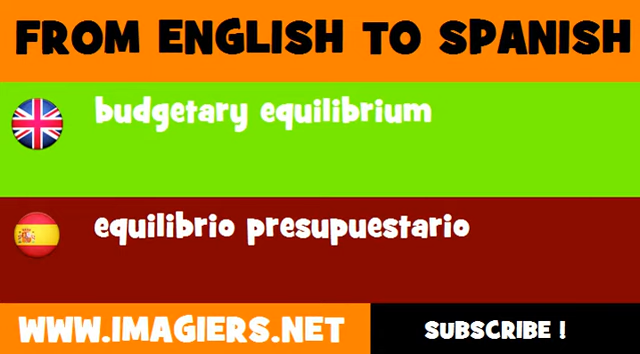 FROM ENGLISH TO SPANISH
budgetary equilibrium
equilibrio presupuestario
WWW.IMAGIERS.NET
SUBSCRIBE !